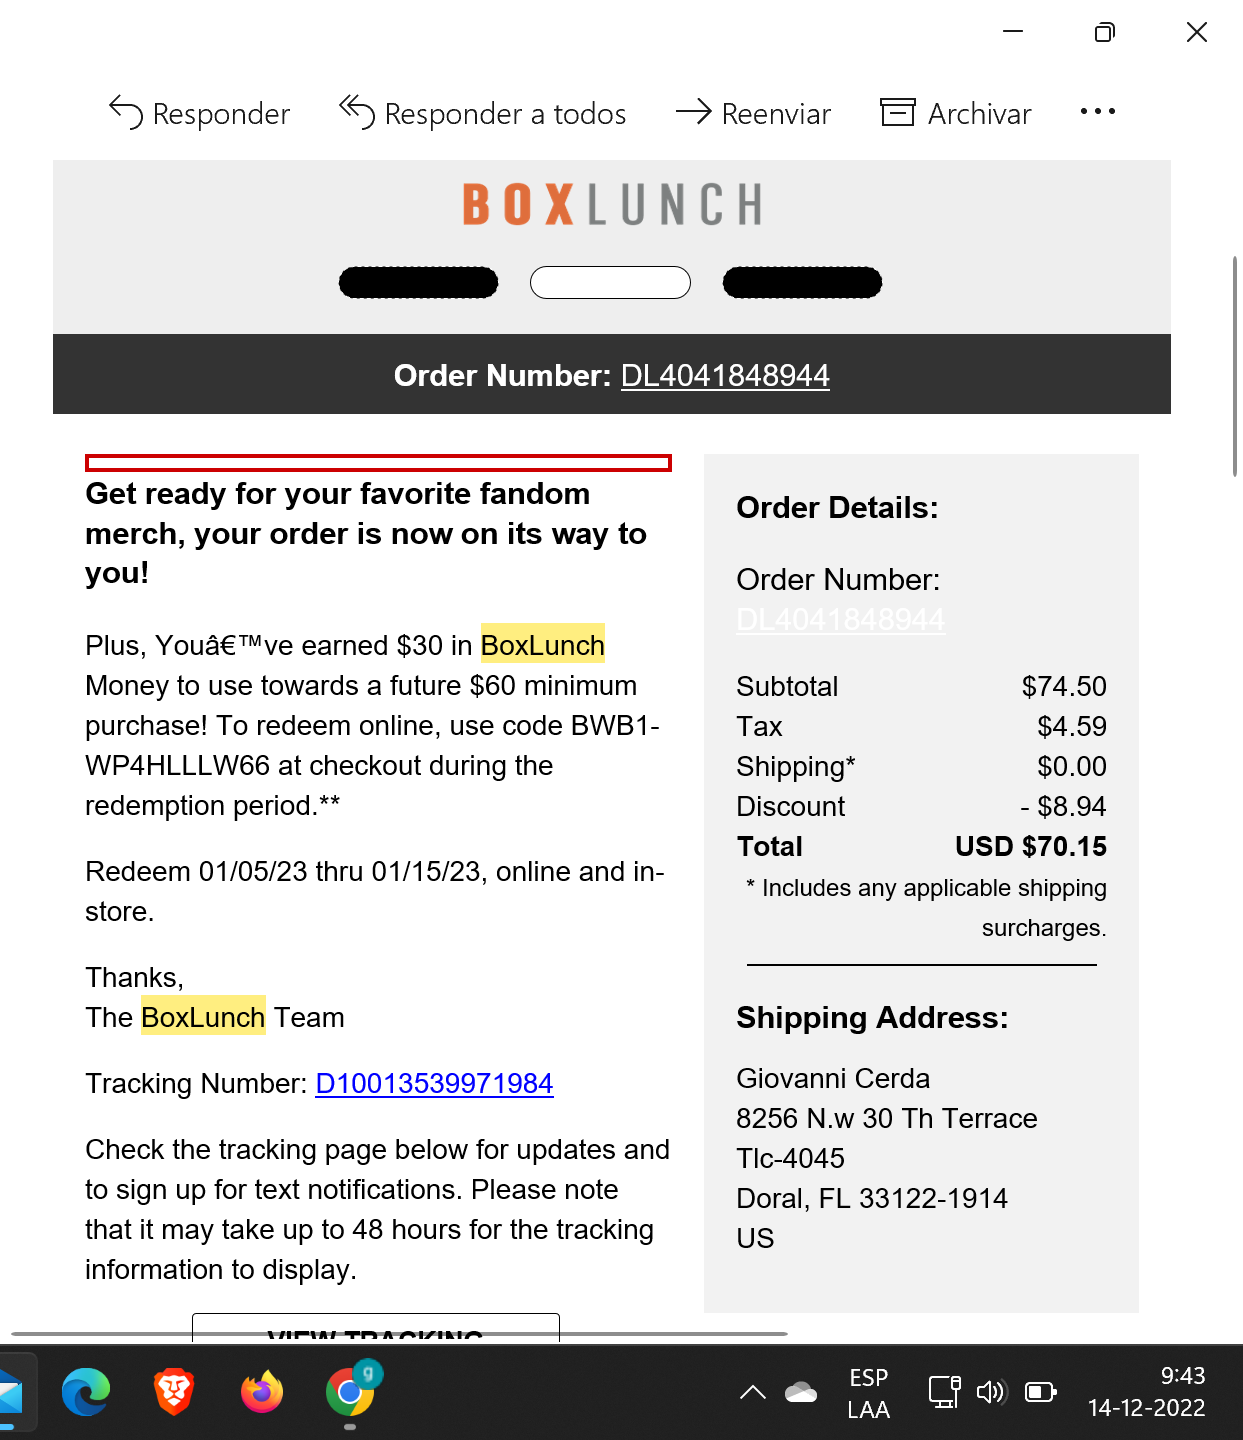 Responder
Responder a todos
Reenviar
Archivar
BOXLUNCH
Order Number: DL4041848944
Get ready for your favorite fandom
merch, your order is now on its way to
you!
Plus, Youâ€™ve earned $30 in BoxLunch
Money to use towards a future $60 minimum
purchase! To redeem online, use code BWB1-
WP4HLLLW66 at checkout during the
redemption period.**
Redeem 01/05/23 thru 01/15/23, online and in-
store.
Thanks,
The BoxLunch Team
Tracking Number: D10013539971984
Check the tracking page below for updates and
to sign up for text notifications. Please note
that it may take up to 48 hours for the tracking
information to display.
VIEW TRACKING
Order Details:
Order Number:
DL4041848944
Subtotal $74.50
Tax $4.59
Shipping* $0.00
Discount - $8.94
Total USD $70.15
* Includes any applicable shipping
surcharges.
Shipping Address:
Giovanni Cerda
8256 N.w 30 Th Terrace
Tlc-4045
Doral, FL 33122-1914
US
g
ESP
LAA
9:43
14-12-2022